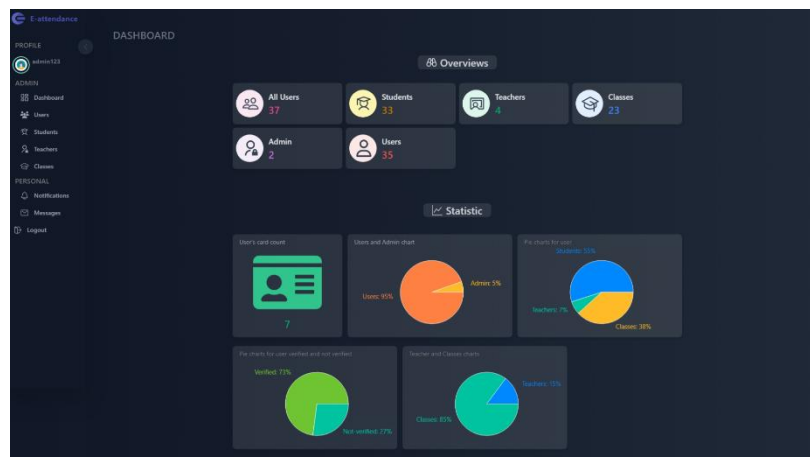 E-attendance
PROFILE
admin123
ADMIN
Dashboard
Users
Students
Teachers
Classes
PERSONAL
Notifications
Messages
Logout
DASHBOARD
Overviews
All Users
37
Students
33
Teachers
4
Classes
23
Admin
2
Users
35
Statistic
User's card count
7
Users and Admin chart
Users: 95%
Admin: 5%
Pie charts for user
Students: 55%
Teachers: 7%
Classes: 38%
Pie charts for user verified and not verified
Verified: 73%
Not verified: 27%
Teacher and Classes charts
Teachers: 15%
Classes: 85%